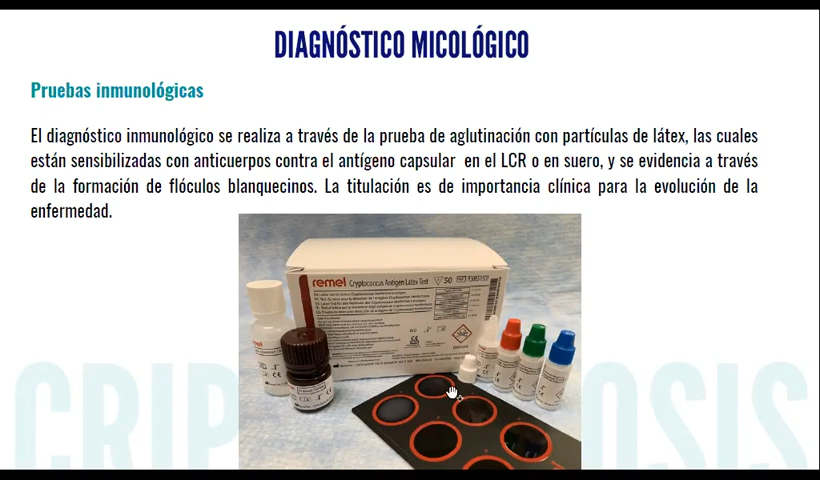 DIAGNÓSTICO MICOLÓGICO
Pruebas inmunológicas
El diagnóstico inmunológico se realiza a través de la prueba de aglutinación con partículas de látex, las cuales
están sensibilizadas con anticuerpos contra el antígeno capsular en el LCR o en suero, y se evidencia a través
de la formación de flóculos blanquecinos. La titulación es de importancia clínica para la evolución de la
enfermedad.
remel Cryptococcus Antigen Latex Test 50
CRIP OSIS